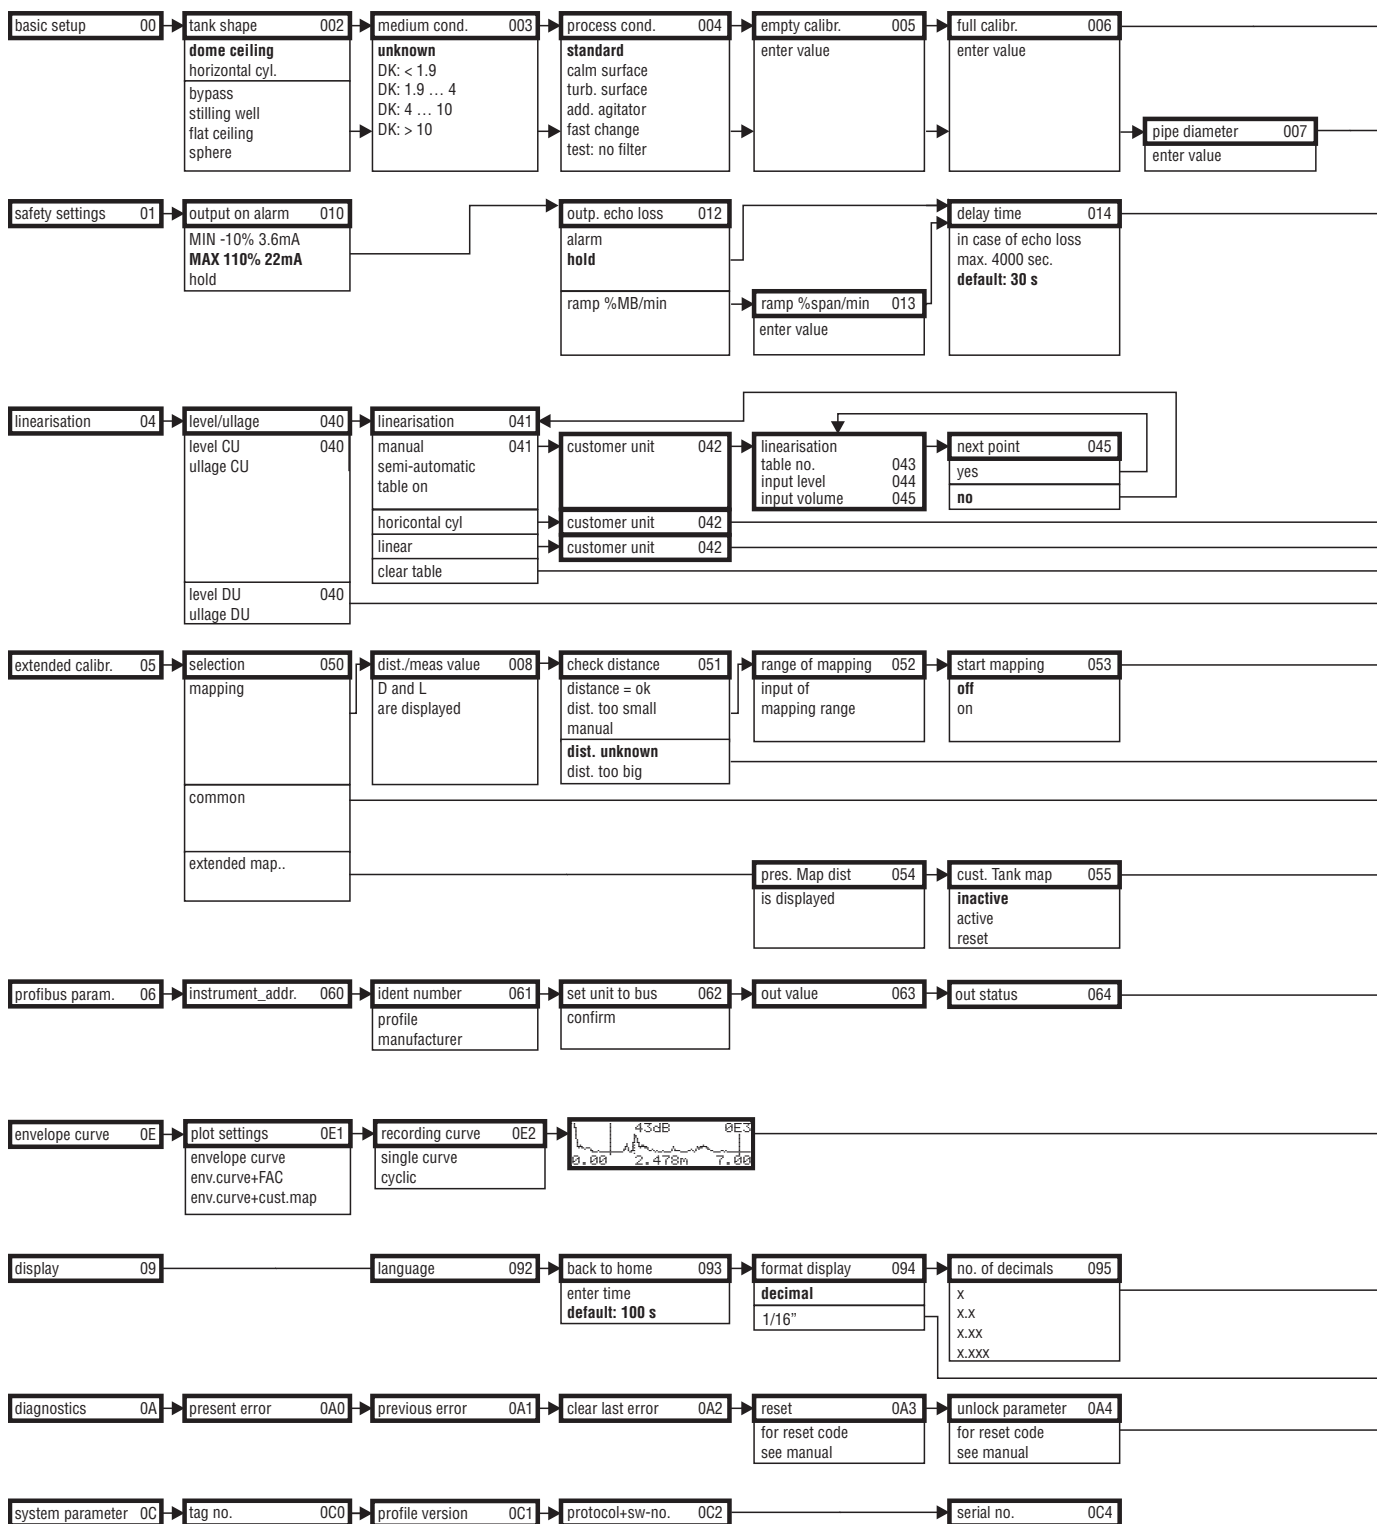 basic setup 00
tank shape 002
dome ceiling
horizontal cyl.
bypass
stilling well
flat ceiling
sphere
medium cond. 003
unknown
DK: < 1.9
DK: 1.9 … 4
DK: 4 … 10
DK: > 10
process cond. 004
standard
calm surface
turb. surface
add. agitator
fast change
test: no filter
empty calibr. 005
enter value
full calibr. 006
enter value
pipe diameter 007
enter value
safety settings 01
output on alarm 010
MIN -10% 3.6mA
MAX 110% 22mA
hold
outp. echo loss 012
alarm
hold
ramp %MB/min
ramp %span/min 013
enter value
delay time 014
in case of echo loss
max. 4000 sec.
default: 30 s
linearisation 04
level/ullage 040
level CU 040
ullage CU
level DU 040
ullage DU
linearisation 041
manual 041
semi-automatic
table on
horicontal cyl
linear
clear table
customer unit 042
customer unit 042
customer unit 042
linearisation
table no. 043
input level 044
input volume 045
next point 045
yes
no
extended calibr. 05
selection 050
mapping
common
extended map..
dist./meas value 008
D and L
are displayed
check distance 051
distance = ok
dist. too small
manual
dist. unknown
dist. too big
range of mapping 052
input of
mapping range
start mapping 053
off
on
pres. Map dist 054
is displayed
cust. Tank map 055
inactive
active
reset
profibus param. 06
instrument_addr. 060
ident number 061
profile
manufacturer
set unit to bus 062
confirm
out value 063
out status 064
envelope curve 0E
plot settings 0E1
envelope curve
env.curve+FAC
env.curve+cust.map
recording curve 0E2
single curve
cyclic
43dB 0E3
0.00 2.478m 7.00
display 09
language 092
back to home 093
enter time
default: 100 s
format display 094
decimal
1/16”
no. of decimals 095
x
x.x
x.xx
x.xxx
diagnostics 0A
present error 0A0
previous error 0A1
clear last error 0A2
reset 0A3
for reset code
see manual
unlock parameter 0A4
for reset code
see manual
system parameter 0C
tag no. 0C0
profile version 0C1
protocol+sw-no. 0C2
serial no. 0C4